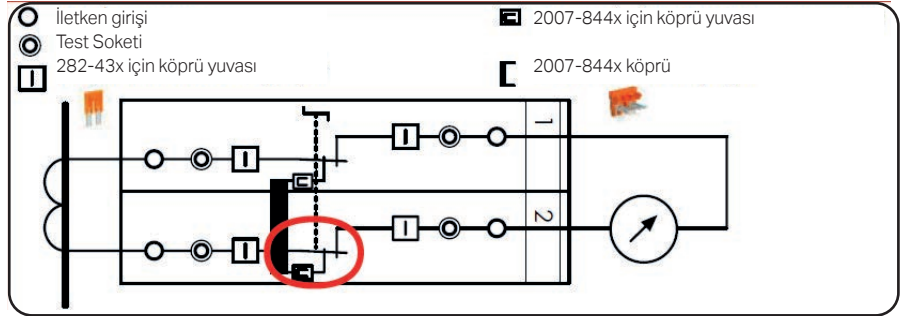 İletken girişi
Test Soketi
282-43x için köprü yuvası
2007-844x için köprü yuvası
2007-844x köprü
1
2